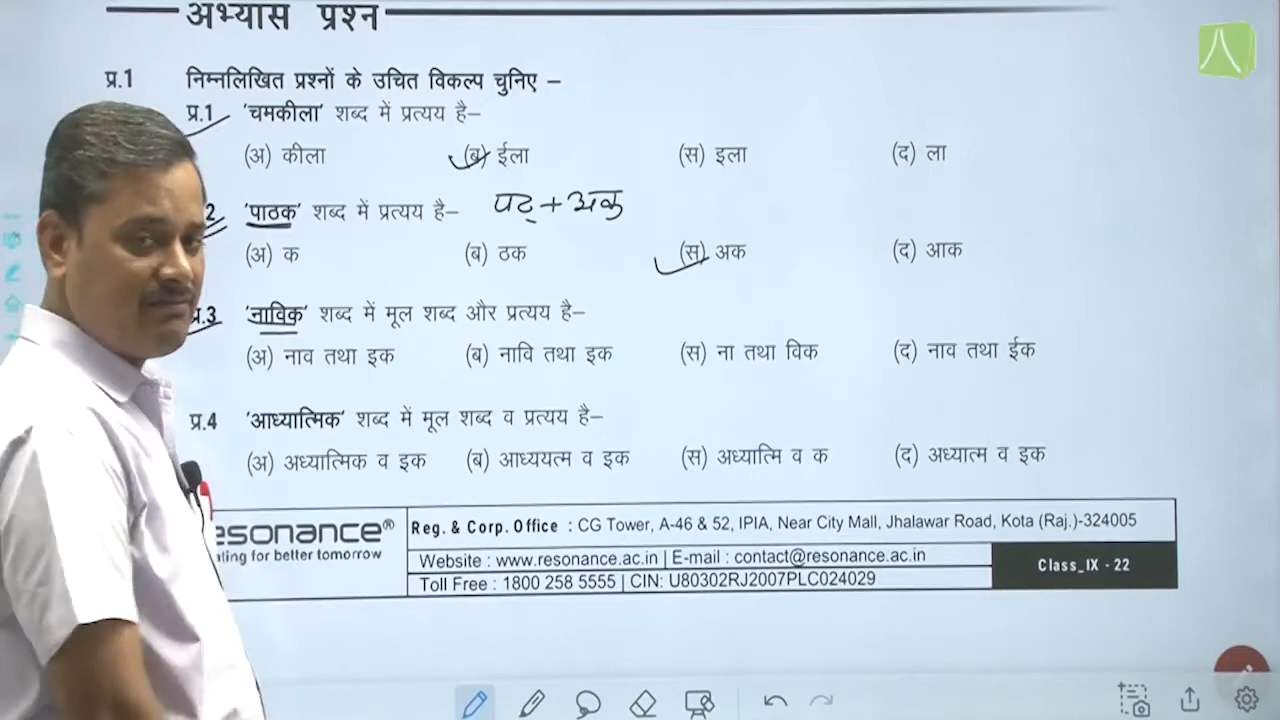 अभ्यास प्रश्न
प्र.1 निम्नलिखित प्रश्नों के उचित विकल्प चुनिए –
प्र.1 'चमकीला' शब्द में प्रत्यय है–
(अ) कीला (ब) ईला (स) इला (द) ला
2 'पाठक' शब्द में प्रत्यय है– पठ् + अक
(अ) क (ब) ठक (स) अक (द) आक
प्र.3 'नाविक' शब्द में मूल शब्द और प्रत्यय है–
(अ) नाव तथा इक (ब) नावि तथा इक (स) ना तथा विक (द) नाव तथा ईक
प्र.4 'आध्यात्मिक' शब्द में मूल शब्द व प्रत्यय है–
(अ) अध्यात्मिक व इक (ब) आध्ययत्म व इक (स) अध्यात्मि व क (द) अध्यात्म व इक
esonance® Reg. & Corp. Office : CG Tower, A-46 & 52, IPIA, Near City Mall, Jhalawar Road, Kota (Raj.)-324005
ating for better tomorrow Website : www.resonance.ac.in | E-mail : contact@resonance.ac.in
Toll Free : 1800 258 5555 | CIN: U80302RJ2007PLC024029
Class_IX - 22